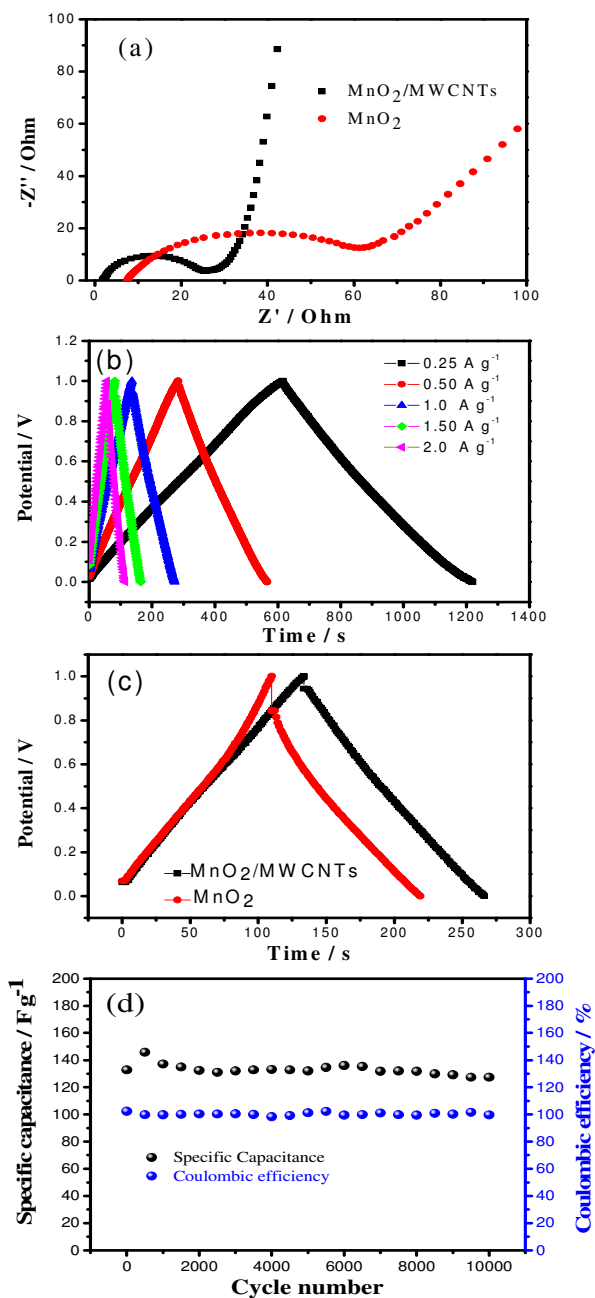 (a)
100
80
60
40
20
0
-Z'' / Ohm
MnO2/MWCNTs
MnO2
0 20 40 60 80 100
Z' / Ohm
(b)
1.2
1.0
0.8
0.6
0.4
0.2
0.0
Potential / V
0.25 A g-1
0.50 A g-1
1.0 A g-1
1.50 A g-1
2.0 A g-1
0 200 400 600 800 1000 1200 1400
Time / s
(c)
1.0
0.8
0.6
0.4
0.2
0.0
Potential / V
MnO2/MWCNTs
MnO2
0 50 100 150 200 250 300
Time / s
(d)
200
180
160
140
120
100
80
60
40
20
0
Specific capacitance / F g-1
Specific Capacitance
Coulombic efficiency
200
180
160
140
120
100
80
60
40
20
0
Coulombic efficiency / %
0 2000 4000 6000 8000 10000
Cycle number